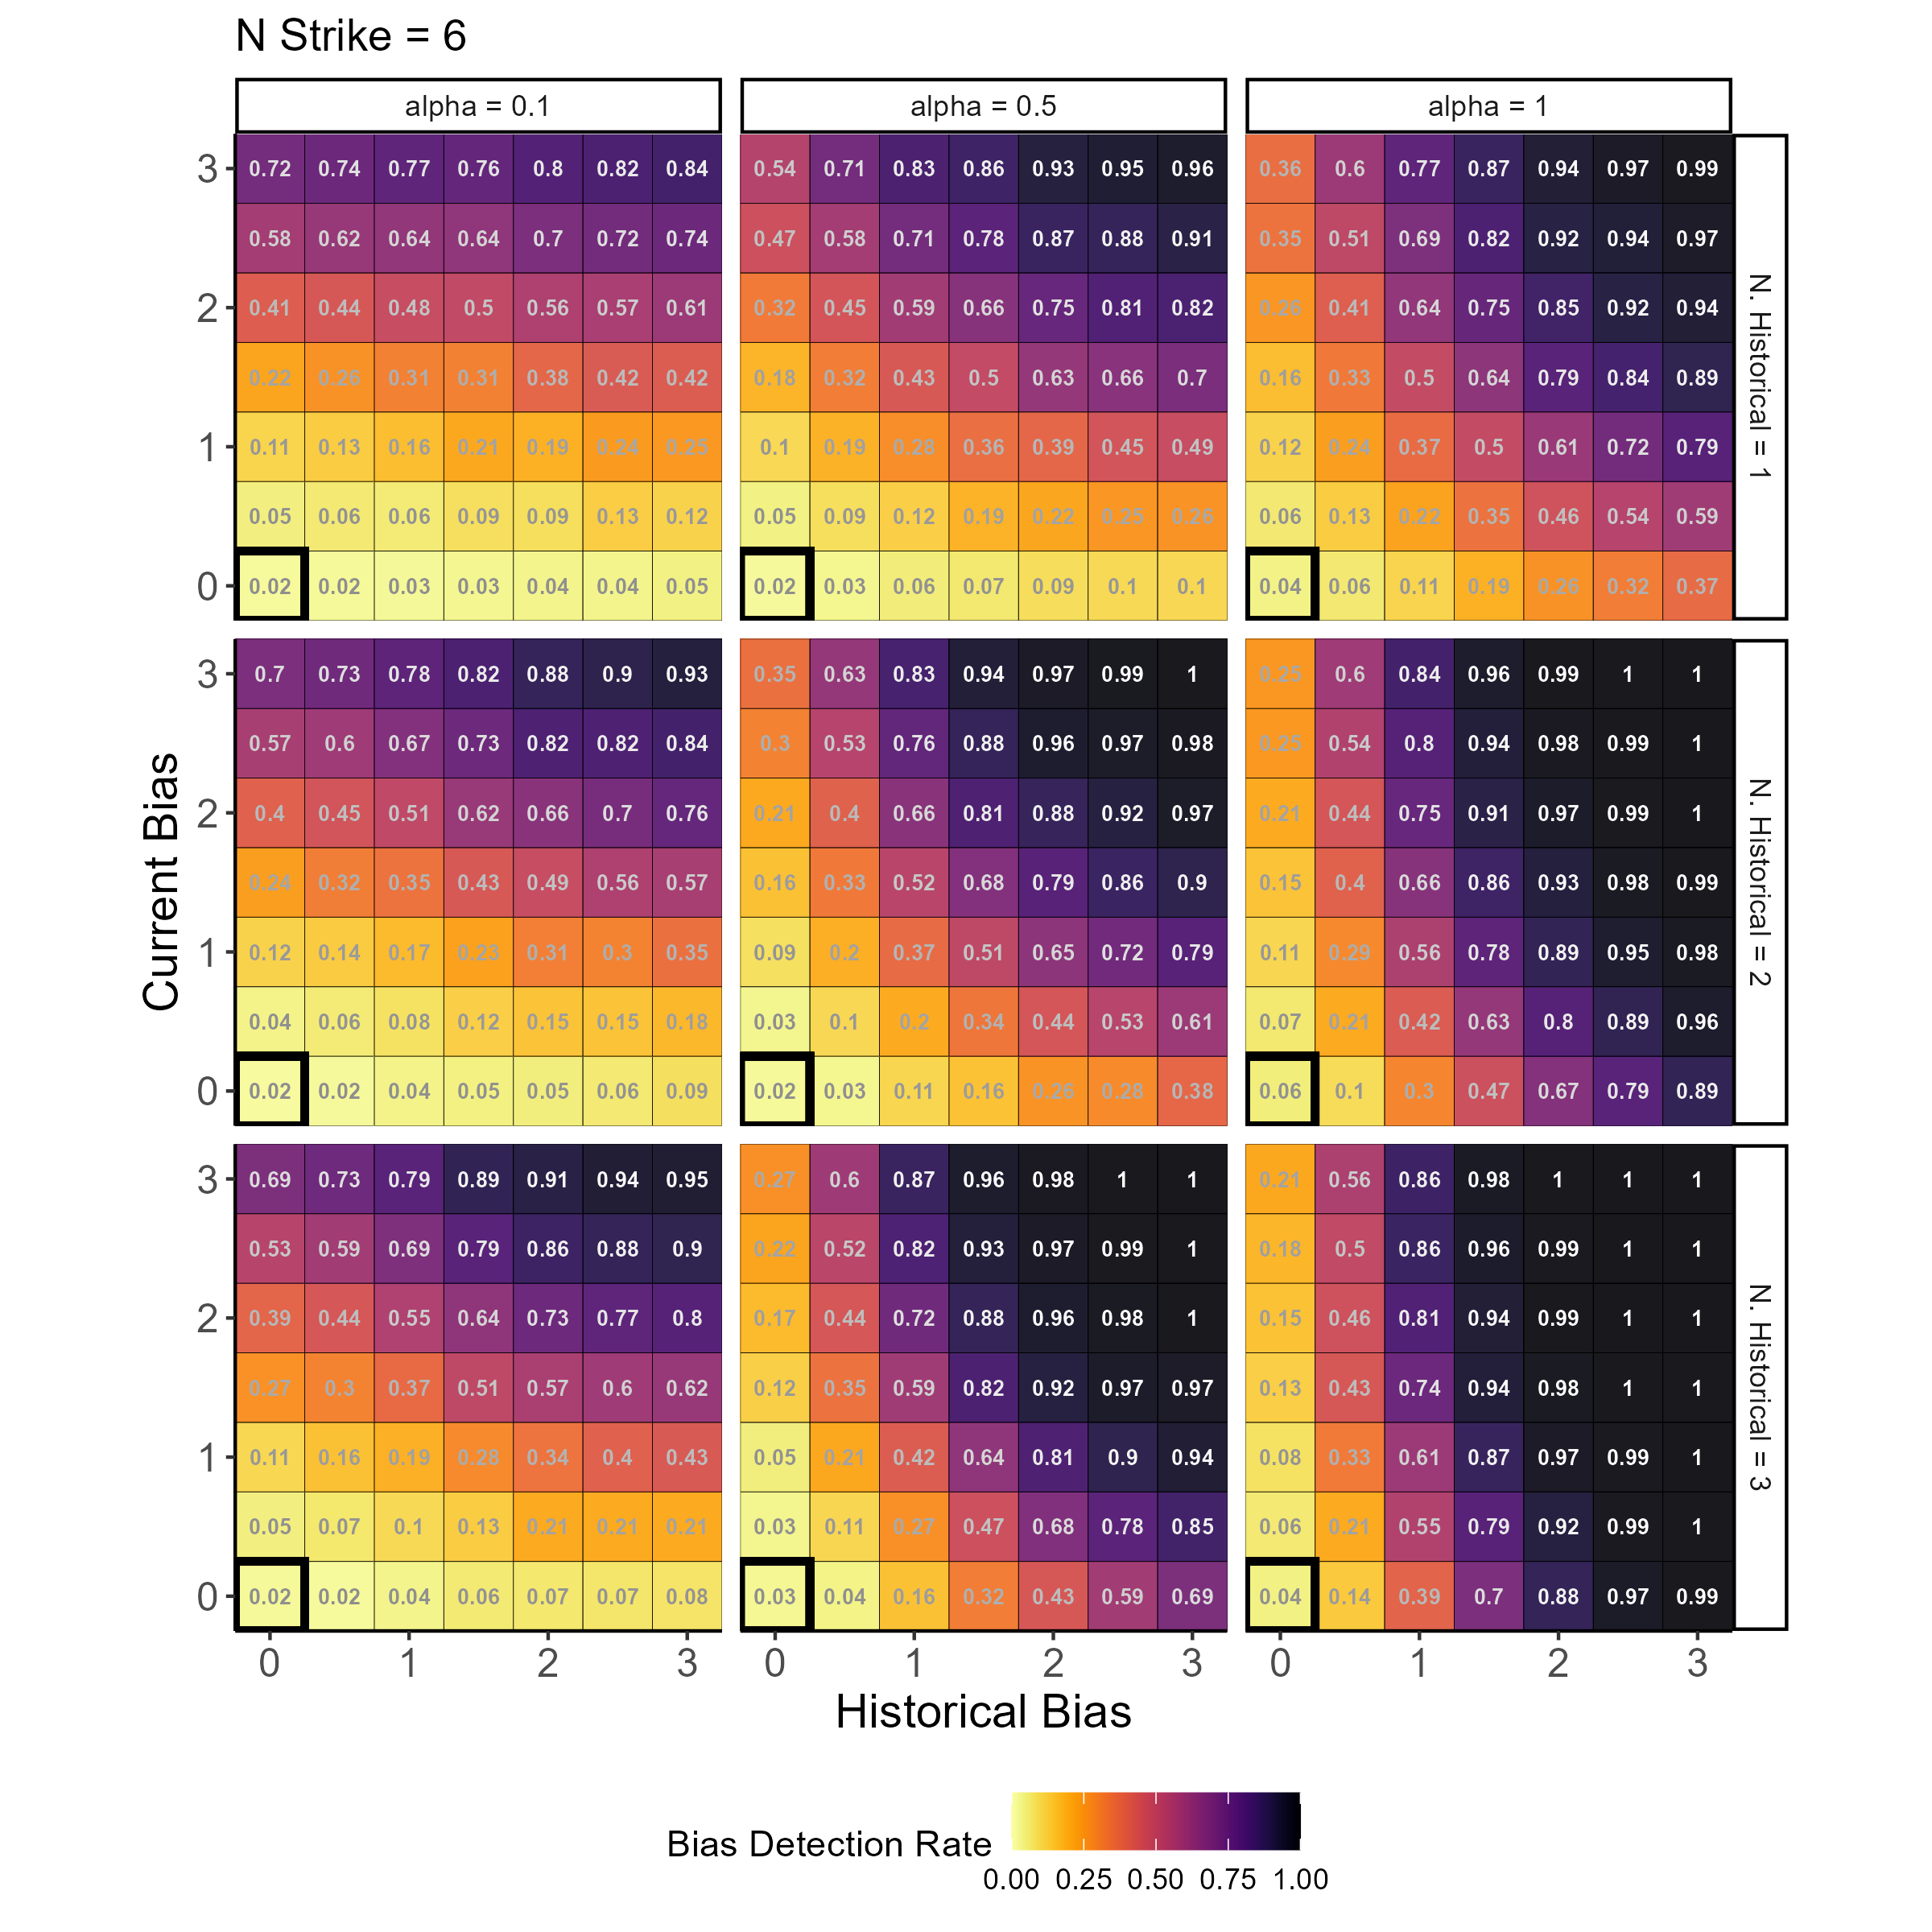 N Strike = 6
alpha = 0.1 alpha = 0.5 alpha = 1
3 0.72 0.74 0.77 0.76 0.8 0.82 0.84 0.54 0.71 0.83 0.86 0.93 0.95 0.96 0.36 0.6 0.77 0.87 0.94 0.97 0.99
0.58 0.62 0.64 0.64 0.7 0.72 0.74 0.47 0.58 0.71 0.78 0.87 0.88 0.91 0.35 0.51 0.69 0.82 0.92 0.94 0.97
2 0.41 0.44 0.48 0.5 0.56 0.57 0.61 0.32 0.45 0.59 0.66 0.75 0.81 0.82 0.26 0.41 0.64 0.75 0.85 0.92 0.94
0.22 0.26 0.31 0.31 0.38 0.42 0.42 0.18 0.32 0.43 0.5 0.63 0.66 0.7 0.16 0.33 0.5 0.64 0.79 0.84 0.89
1 0.11 0.13 0.16 0.21 0.19 0.24 0.25 0.1 0.19 0.28 0.36 0.39 0.45 0.49 0.12 0.24 0.37 0.5 0.61 0.72 0.79
0.05 0.06 0.06 0.09 0.09 0.13 0.12 0.05 0.09 0.12 0.19 0.22 0.25 0.26 0.06 0.13 0.22 0.35 0.46 0.54 0.59
0 0.02 0.02 0.03 0.03 0.04 0.04 0.05 0.02 0.03 0.06 0.07 0.09 0.1 0.1 0.04 0.06 0.11 0.19 0.26 0.32 0.37
N. Historical = 1
3 0.7 0.73 0.78 0.82 0.88 0.9 0.93 0.35 0.63 0.83 0.94 0.97 0.99 1 0.25 0.6 0.84 0.96 0.99 1 1
0.57 0.6 0.67 0.73 0.82 0.82 0.84 0.3 0.53 0.76 0.88 0.96 0.97 0.98 0.25 0.54 0.8 0.94 0.98 0.99 1
2 0.4 0.45 0.51 0.62 0.66 0.7 0.76 0.21 0.4 0.66 0.81 0.88 0.92 0.97 0.21 0.44 0.75 0.91 0.97 0.99 1
0.24 0.32 0.35 0.43 0.49 0.56 0.57 0.16 0.33 0.52 0.68 0.79 0.86 0.9 0.15 0.4 0.66 0.86 0.93 0.98 0.99
1 0.12 0.14 0.17 0.23 0.31 0.3 0.35 0.09 0.2 0.37 0.51 0.65 0.72 0.79 0.11 0.29 0.56 0.78 0.89 0.95 0.98
0.04 0.06 0.08 0.12 0.15 0.15 0.18 0.03 0.1 0.2 0.34 0.44 0.53 0.61 0.07 0.21 0.42 0.63 0.8 0.89 0.96
0 0.02 0.02 0.04 0.05 0.05 0.06 0.09 0.02 0.03 0.11 0.16 0.26 0.28 0.38 0.06 0.1 0.3 0.47 0.67 0.79 0.89
N. Historical = 2
Current Bias
3 0.69 0.73 0.79 0.89 0.91 0.94 0.95 0.27 0.6 0.87 0.96 0.98 1 1 0.21 0.56 0.86 0.98 1 1 1
0.53 0.59 0.69 0.79 0.86 0.88 0.9 0.22 0.52 0.82 0.93 0.97 0.99 1 0.18 0.5 0.86 0.96 0.99 1 1
2 0.39 0.44 0.55 0.64 0.73 0.77 0.8 0.17 0.44 0.72 0.88 0.96 0.98 1 0.15 0.46 0.81 0.94 0.99 1 1
0.27 0.3 0.37 0.51 0.57 0.6 0.62 0.12 0.35 0.59 0.82 0.92 0.97 0.97 0.13 0.43 0.74 0.94 0.98 1 1
1 0.11 0.16 0.19 0.28 0.34 0.4 0.43 0.05 0.21 0.42 0.64 0.81 0.9 0.94 0.08 0.33 0.61 0.87 0.97 0.99 1
0.05 0.07 0.1 0.13 0.21 0.21 0.21 0.03 0.11 0.27 0.47 0.68 0.78 0.85 0.06 0.21 0.55 0.79 0.92 0.99 1
0 0.02 0.02 0.04 0.06 0.07 0.07 0.08 0.03 0.04 0.16 0.32 0.43 0.59 0.69 0.04 0.14 0.39 0.7 0.88 0.97 0.99
N. Historical = 3
0 1 2 3 0 1 2 3 0 1 2 3
Historical Bias
Bias Detection Rate
0.00 0.25 0.50 0.75 1.00